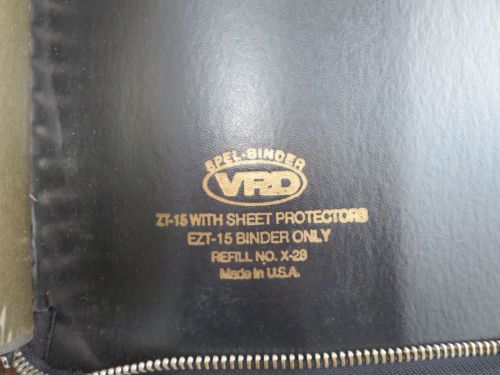 SPEL-BINDER
VRD
ZT-15 WITH SHEET PROTECTORS
EZT-15 BINDER ONLY
REFILL NO. X-28
Made in U.S.A.